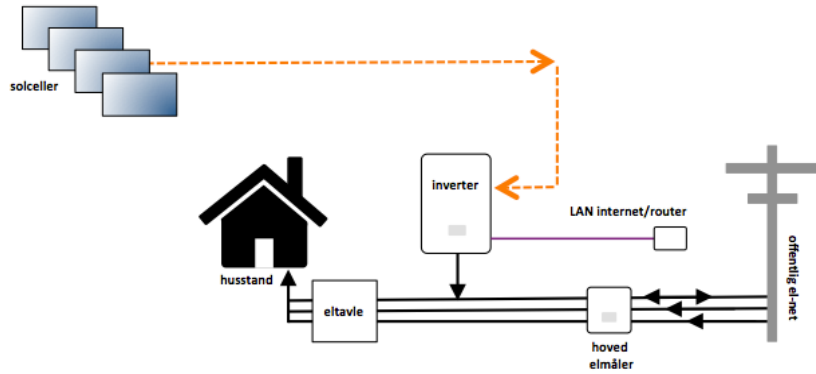 solceller
inverter
LAN internet/router
offentlig el-net
husstand
eltavle
hoved
elmåler